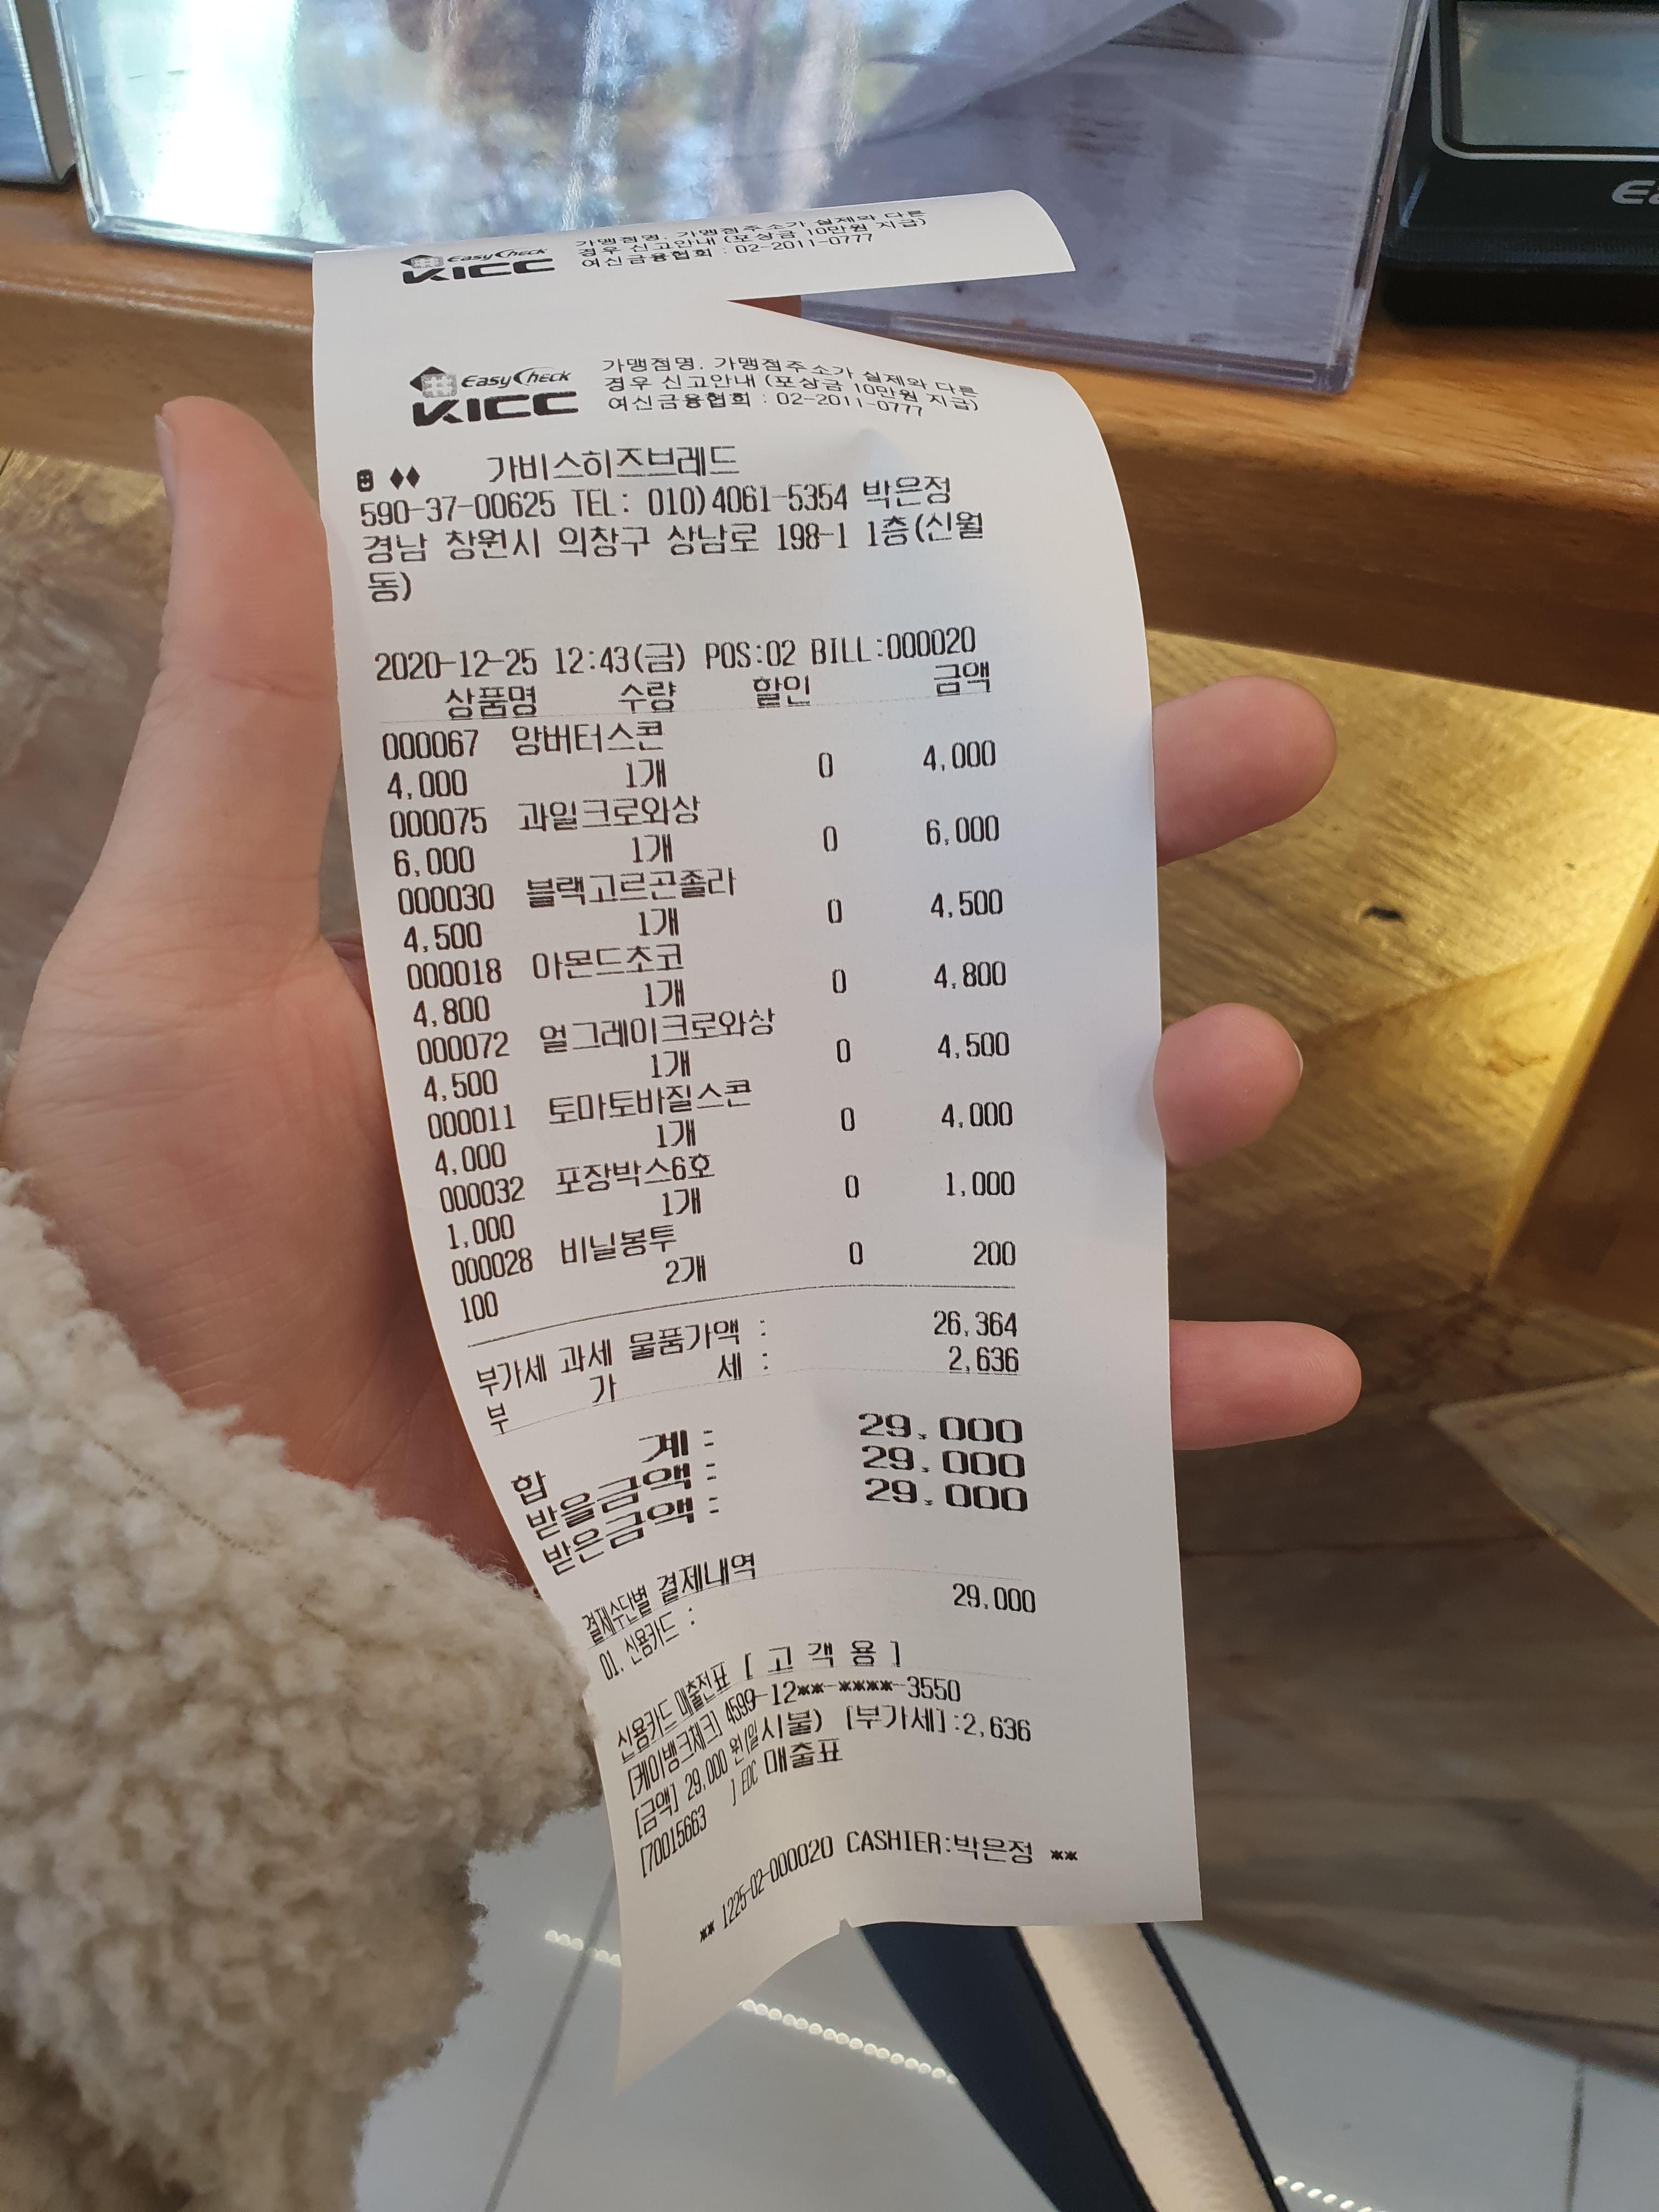 EasyCheck
KICC
가맹점명, 가맹점주소가 실제와 다른
경우 신고안내 (포상금 10만원 지급)
여신금융협회 : 02-2011-0777
EasyCheck
KICC
가맹점명, 가맹점주소가 실제와 다른
경우 신고안내 (포상금 10만원 지급)
여신금융협회 : 02-2011-0777
가비스히즈브레드
590-37-00625 TEL: 010)4061-5354 박은정
경남 창원시 의창구 상남로 198-1 1층(신월
동)
2020-12-25 12:43(금) POS:02 BILL:000020
상품명 수량 할인 금액
000067 앙버터스콘
4,000 1개 0 4,000
000075 과일크로와상
6,000 1개 0 6,000
000030 블랙고르곤졸라
4,500 1개 0 4,500
000018 아몬드초코
4,800 1개 0 4,800
000072 얼그레이크로와상
4,500 1개 0 4,500
000011 토마토바질스콘
4,000 1개 0 4,000
000032 포장박스6호
1,000 1개 0 1,000
000028 비닐봉투
100 2개 0 200
부가세 과세 물품가액 : 26,364
부 가 세 : 2,636
합 계 : 29,000
받을금액 : 29,000
받은금액 : 29,000
결제수단별 결제내역
01. 신용카드 : 29,000
신용카드 매출전표 [ 고 객 용 ]
[케이뱅크체크] 4599-12**-****-3550
[금액] 29,000 원(일시불) [부가세]:2,636
[70015663 ] EDC 매출표
** 1225-02-000020 CASHIER:박은정 **